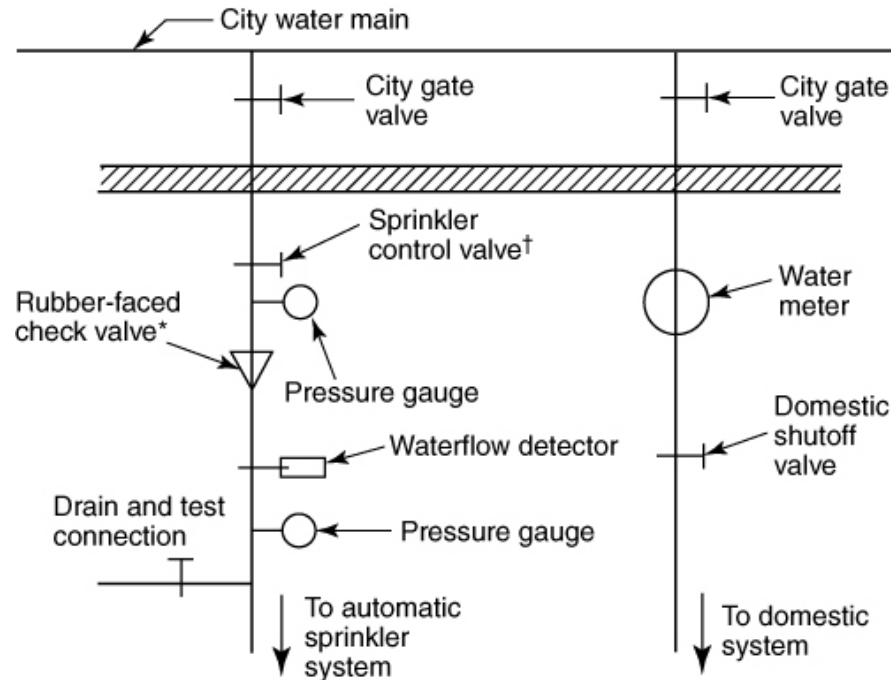 City water main
City gate
valve
City gate
valve
Sprinkler
control valve†
Rubber-faced
check valve*
Water
meter
Pressure gauge
Domestic
shutoff
valve
Waterflow detector
Drain and test
connection
Pressure gauge
To automatic
sprinkler
system
To domestic
system